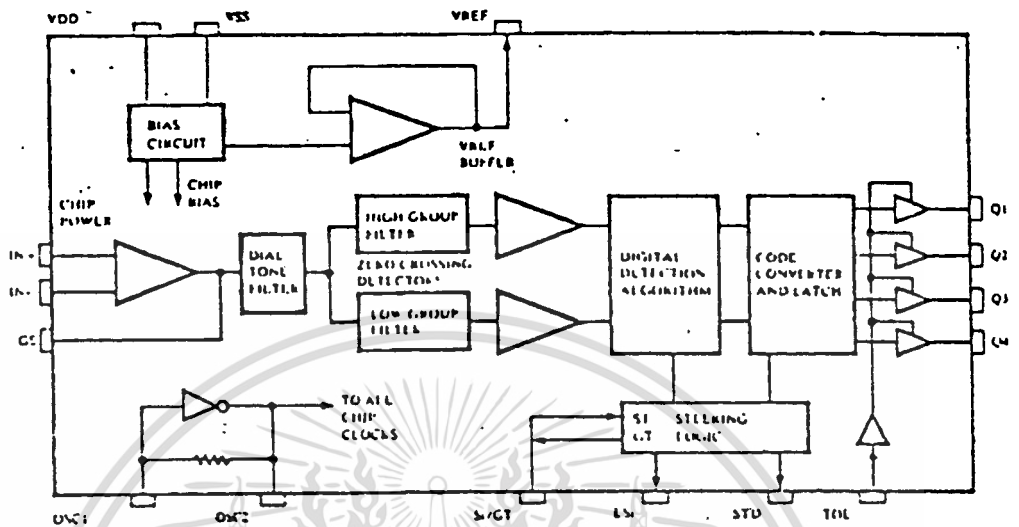 VDD
VSS
VREF
BIAS
CIRCUIT
VREF
BUFFER
CHIP
BIAS
CHIP
POWER
HIGH GROUP
FILTER
Q1
IN+
DIAL
TONE
FILTER
ZERO CROSSING
DETECTORS
DIGITAL
DETECTION
ALGORITHM
CODE
CONVERTER
AND LATCH
Q2
IN-
LOW GROUP
FILTER
Q3
GS
Q4
TO ALL
CHIP
CLOCKS
ST STEERING
GT LOGIC
OSC1
OSC2
SI/GT
ESI
STD
TOE